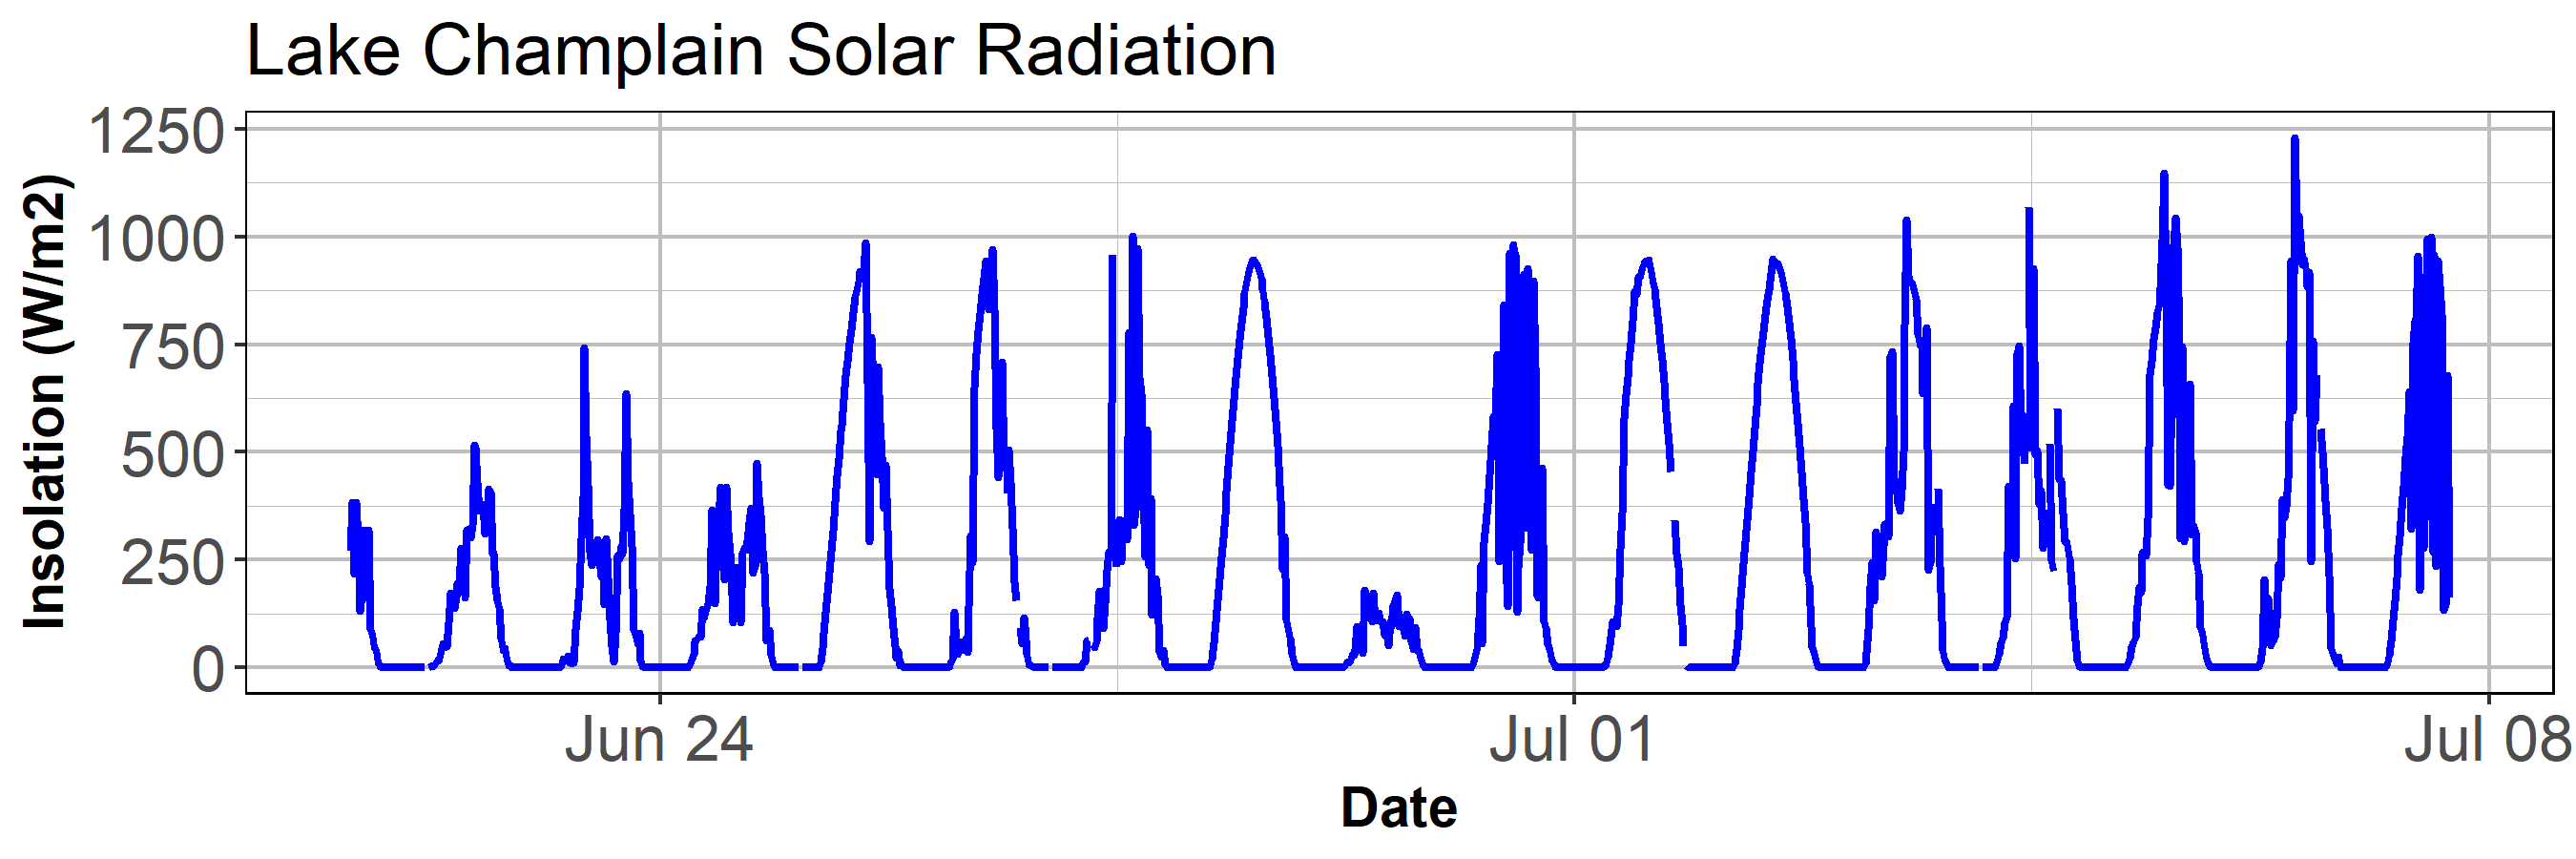 Lake Champlain Solar Radiation
1250
1000
750
500
250
0
Insolation (W/m2)
Jun 24
Jul 01
Jul 08
Date